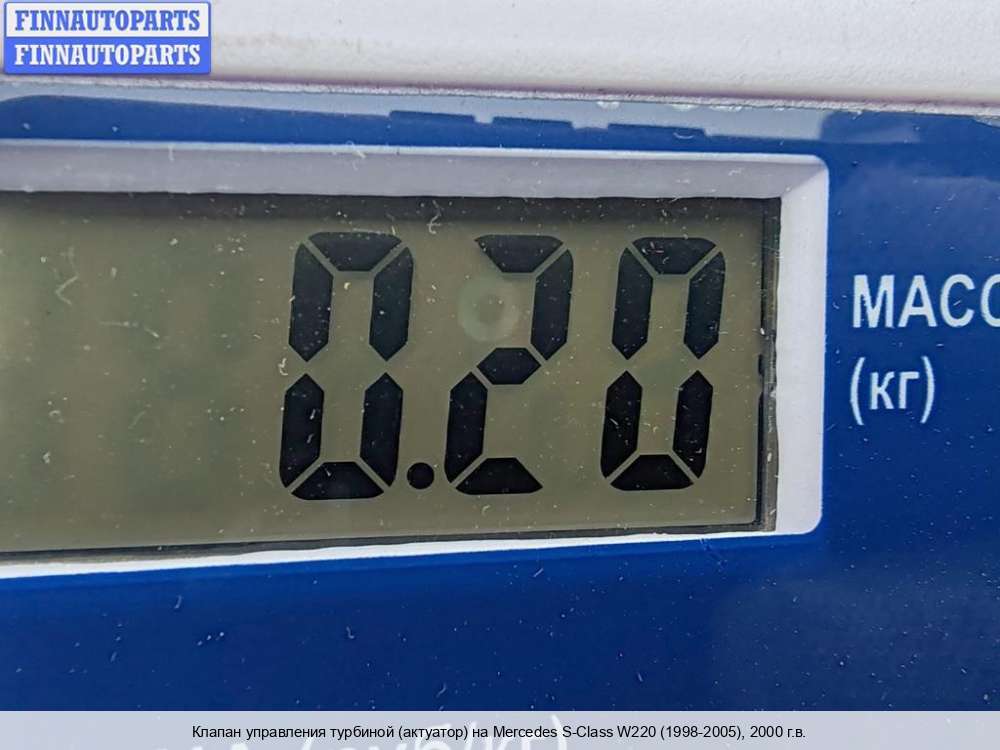 FINNAUTOPARTS
FINNAUTOPARTS
0.20
МАСС
(кг)
Клапан управления турбиной (актуатор) на Mercedes S-Class W220 (1998-2005), 2000 г.в.